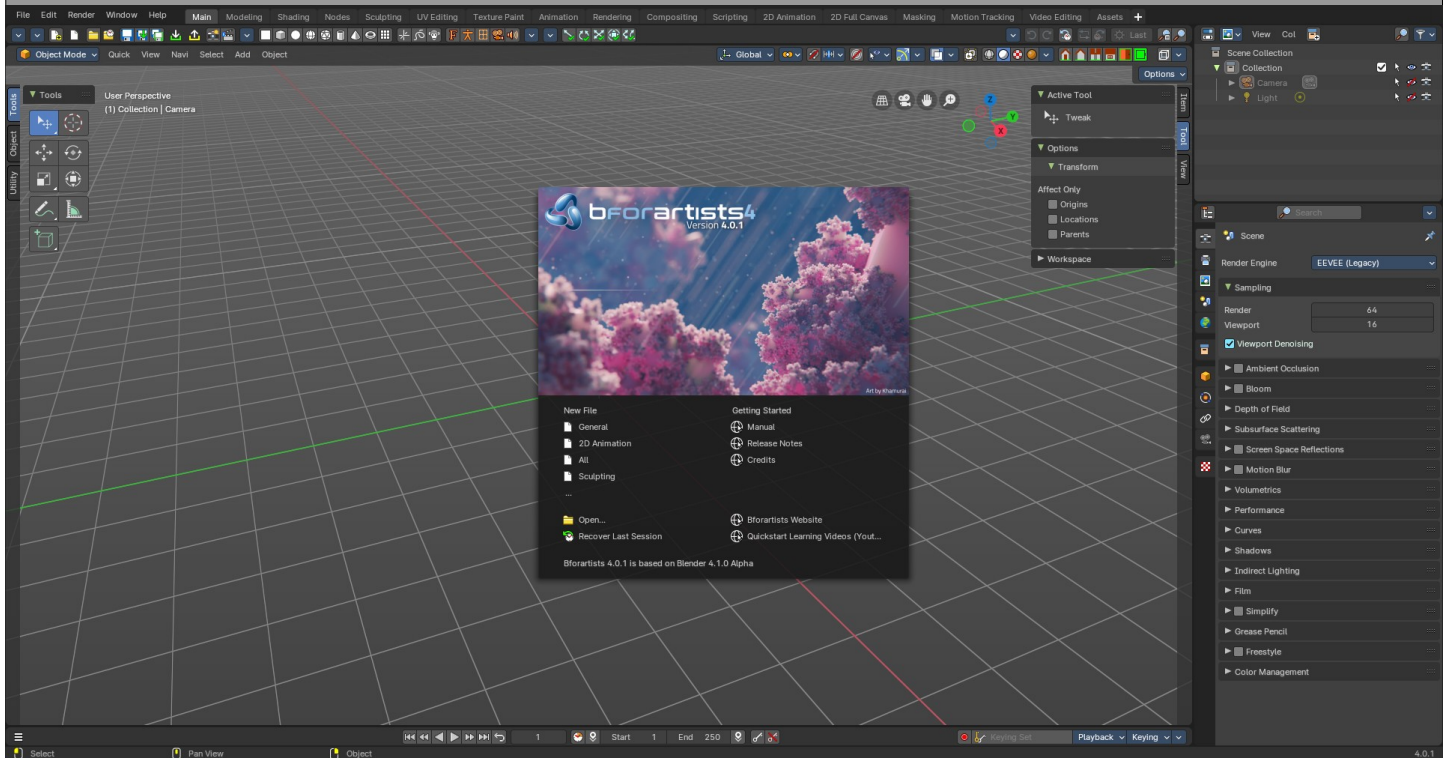 File Edit Render Window Help Main Modeling Shading Nodes Sculpting UV Editing Texture Paint Animation Rendering Compositing Scripting 2D Animation 2D Full Canvas Masking Motion Tracking Video Editing Assets
Last
View Col
Object Mode Quick View Navi Select Add Object
Global
Options
Scene Collection
Collection
Camera
Light
Tools
Object
Utility
Tools
User Perspective
(1) Collection | Camera
Z
Y
X
Active Tool
Tweak
Options
Transform
Affect Only
Origins
Locations
Parents
Workspace
Item
Tool
View
Search
Scene
Render Engine EEVEE (Legacy)
Sampling
Render 64
Viewport 16
Viewport Denoising
Ambient Occlusion
Bloom
Depth of Field
Subsurface Scattering
Screen Space Reflections
Motion Blur
Volumetrics
Performance
Curves
Shadows
Indirect Lighting
Film
Simplify
Grease Pencil
Freestyle
Color Management
bforartists4
Version 4.0.1
Art by Khamurai
New File
General
2D Animation
All
Sculpting
...
Open...
Recover Last Session
Getting Started
Manual
Release Notes
Credits
Bforartists Website
Quickstart Learning Videos (Yout...
Bforartists 4.0.1 is based on Blender 4.1.0 Alpha
1 Start 1 End 250 Keying Set Playback Keying
Select Pan View Object 4.0.1